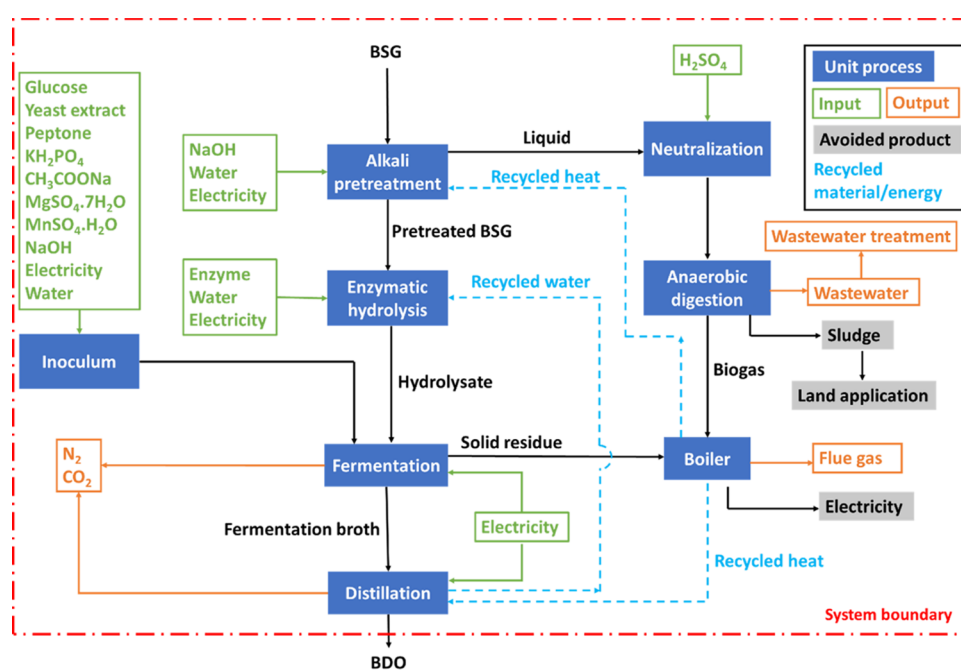 BSG
H₂SO₄
Unit process
Input
Output
Avoided product
Recycled
material/energy
Glucose
Yeast extract
Peptone
KH₂PO₄
CH₃COONa
MgSO₄.7H₂O
MnSO₄.H₂O
NaOH
Electricity
Water
NaOH
Water
Electricity
Alkali
pretreatment
Liquid
Neutralization
Recycled heat
Pretreated BSG
Wastewater treatment
Enzyme
Water
Electricity
Enzymatic
hydrolysis
Recycled water
Anaerobic
digestion
Wastewater
Sludge
Inoculum
Hydrolysate
Biogas
Land application
N₂
CO₂
Fermentation
Solid residue
Boiler
Flue gas
Electricity
Fermentation broth
Electricity
Recycled heat
Distillation
System boundary
BDO